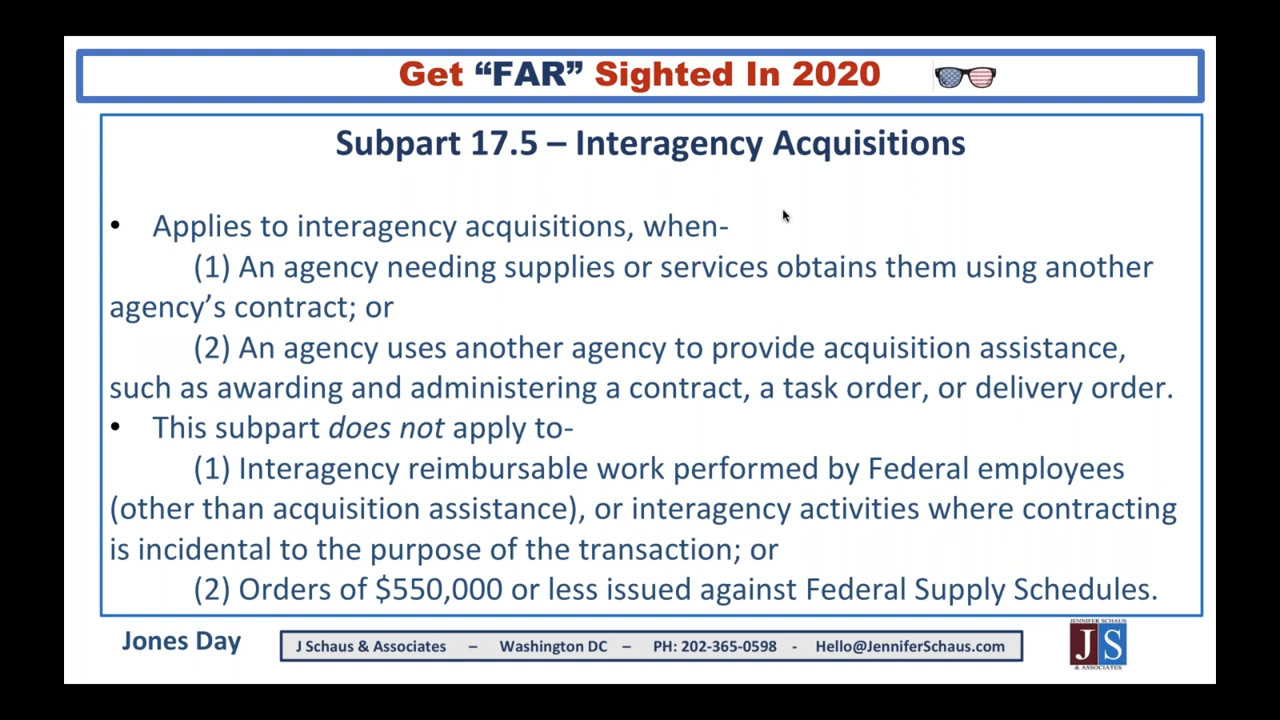 Get “FAR” Sighted In 2020
Subpart 17.5 – Interagency Acquisitions
• Applies to interagency acquisitions, when-
(1) An agency needing supplies or services obtains them using another
agency’s contract; or
(2) An agency uses another agency to provide acquisition assistance,
such as awarding and administering a contract, a task order, or delivery order.
• This subpart does not apply to-
(1) Interagency reimbursable work performed by Federal employees
(other than acquisition assistance), or interagency activities where contracting
is incidental to the purpose of the transaction; or
(2) Orders of $550,000 or less issued against Federal Supply Schedules.
Jones Day
J Schaus & Associates – Washington DC – PH: 202-365-0598 - Hello@JenniferSchaus.com
JENNIFER SCHAUS
JS
& ASSOCIATES